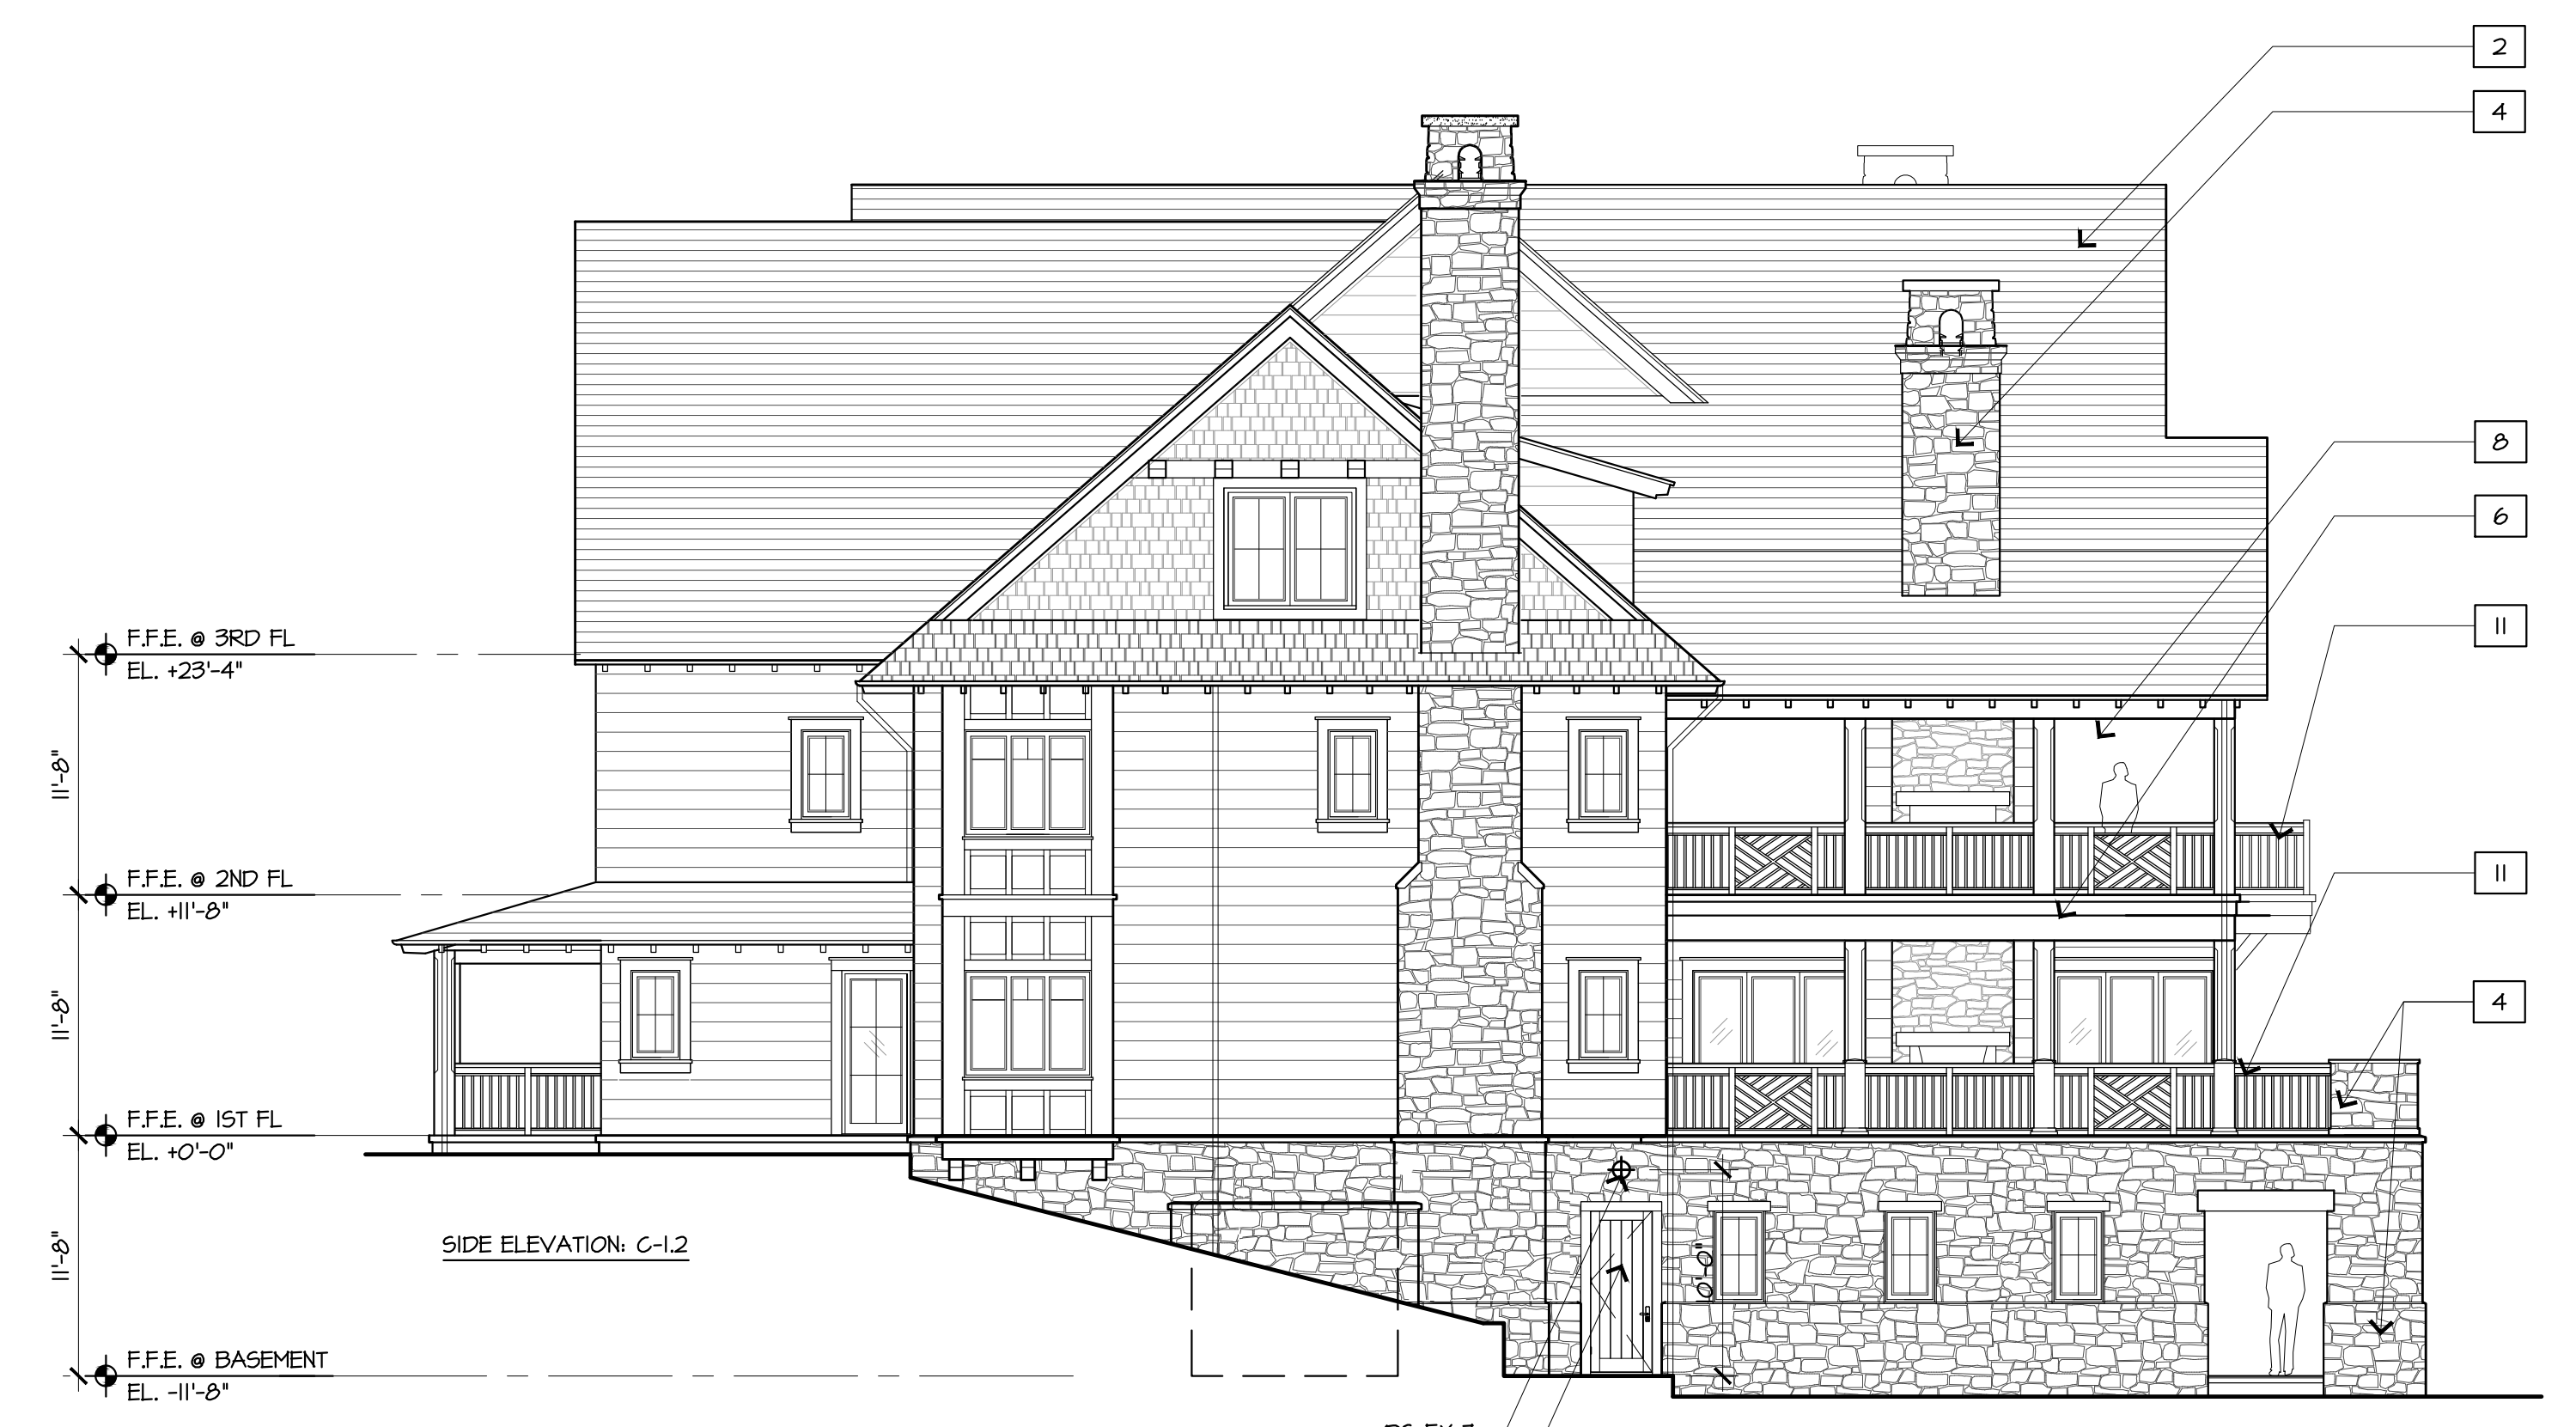 2
4
8
6
11
F.F.E. @ 3RD FL
EL. +23'-4"
11'-8"
F.F.E. @ 2ND FL
EL. +11'-8"
11
4
11'-8"
F.F.E. @ 1ST FL
EL. +0'-0"
SIDE ELEVATION: C-1.2
11'-8"
F.F.E. @ BASEMENT
EL. -11'-8"